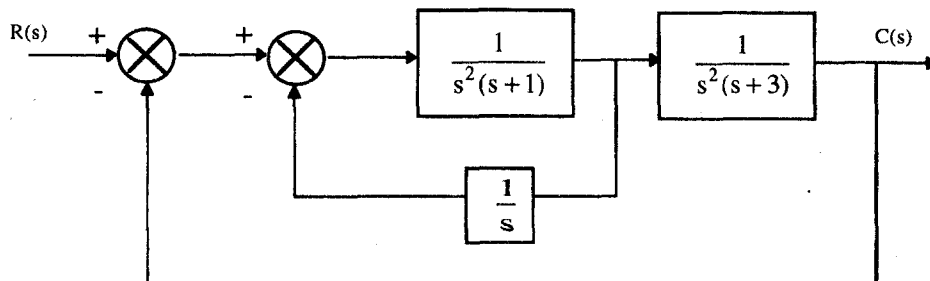 R(s) + + 1 1 C(s)
s²(s+1) s²(s+3)
- -
1
s